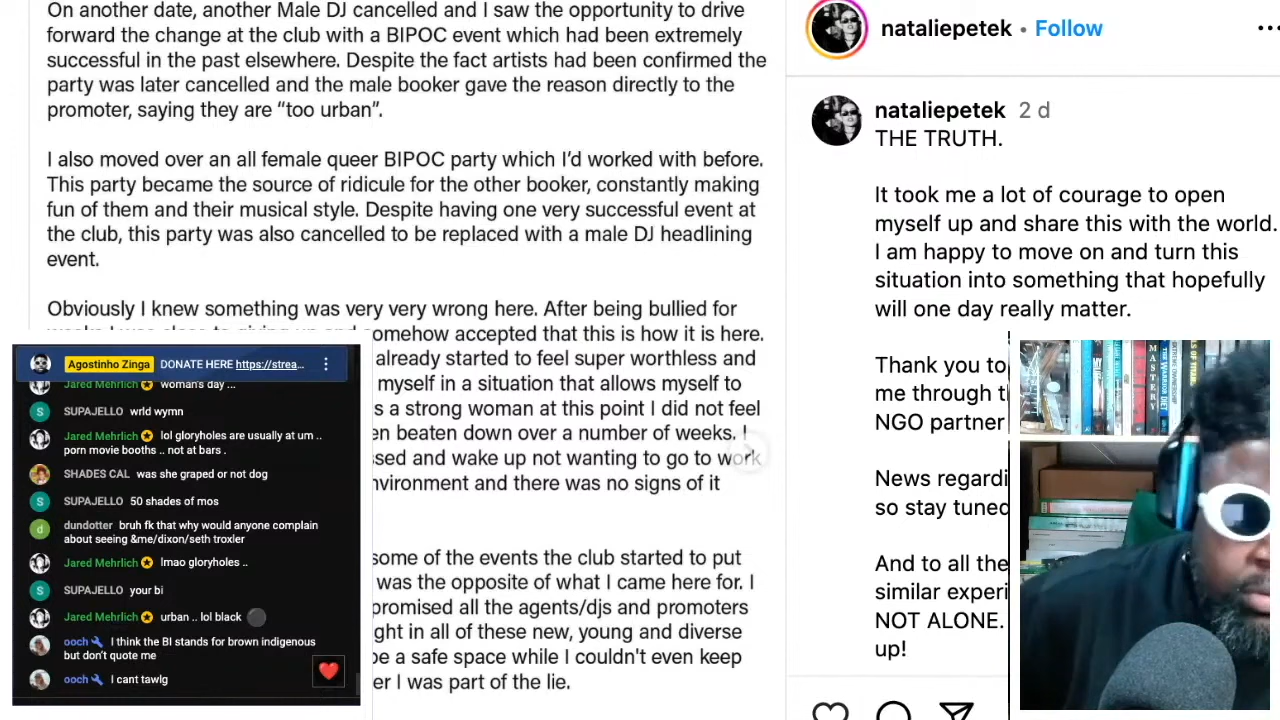 On another date, another Male DJ cancelled and I saw the opportunity to drive
forward the change at the club with a BIPOC event which had been extremely
successful in the past elsewhere. Despite the fact artists had been confirmed the
party was later cancelled and the male booker gave the reason directly to the
promoter, saying they are “too urban”.
I also moved over an all female queer BIPOC party which I’d worked with before.
This party became the source of ridicule for the other booker, constantly making
fun of them and their musical style. Despite having one very successful event at
the club, this party was also cancelled to be replaced with a male DJ headlining
event.
Obviously I knew something was very very wrong here. After being bullied for
omehow accepted that this is how it is here.
already started to feel super worthless and
myself in a situation that allows myself to
s a strong woman at this point I did not feel
en beaten down over a number of weeks. I
ssed and wake up not wanting to go to work
nvironment and there was no signs of it
some of the events the club started to put
was the opposite of what I came here for. I
promised all the agents/djs and promoters
ght in all of these new, young and diverse
be a safe space while I couldn't even keep
er I was part of the lie.
Agostinho Zinga DONATE HERE https://strea...
Jared Mehrlich woman's day ...
SUPAJELLO wrld wymn
Jared Mehrlich lol gloryholes are usually at um ..
porn movie booths .. not at bars .
SHADES CAL was she graped or not dog
SUPAJELLO 50 shades of mos
dundotter bruh fk that why would anyone complain
about seeing &me/dixon/seth troxler
Jared Mehrlich lmao gloryholes ..
SUPAJELLO your bi
Jared Mehrlich urban .. lol black
ooch I think the BI stands for brown indigenous
but don't quote me
ooch I cant tawlg
nataliepetek • Follow
nataliepetek 2 d
THE TRUTH.
It took me a lot of courage to open
myself up and share this with the world.
I am happy to move on and turn this
situation into something that hopefully
will one day really matter.
Thank you to
me through t
NGO partner
News regardi
so stay tuned
And to all the
similar experi
NOT ALONE.
up!
MASTERY
THE WARRIOR DIET